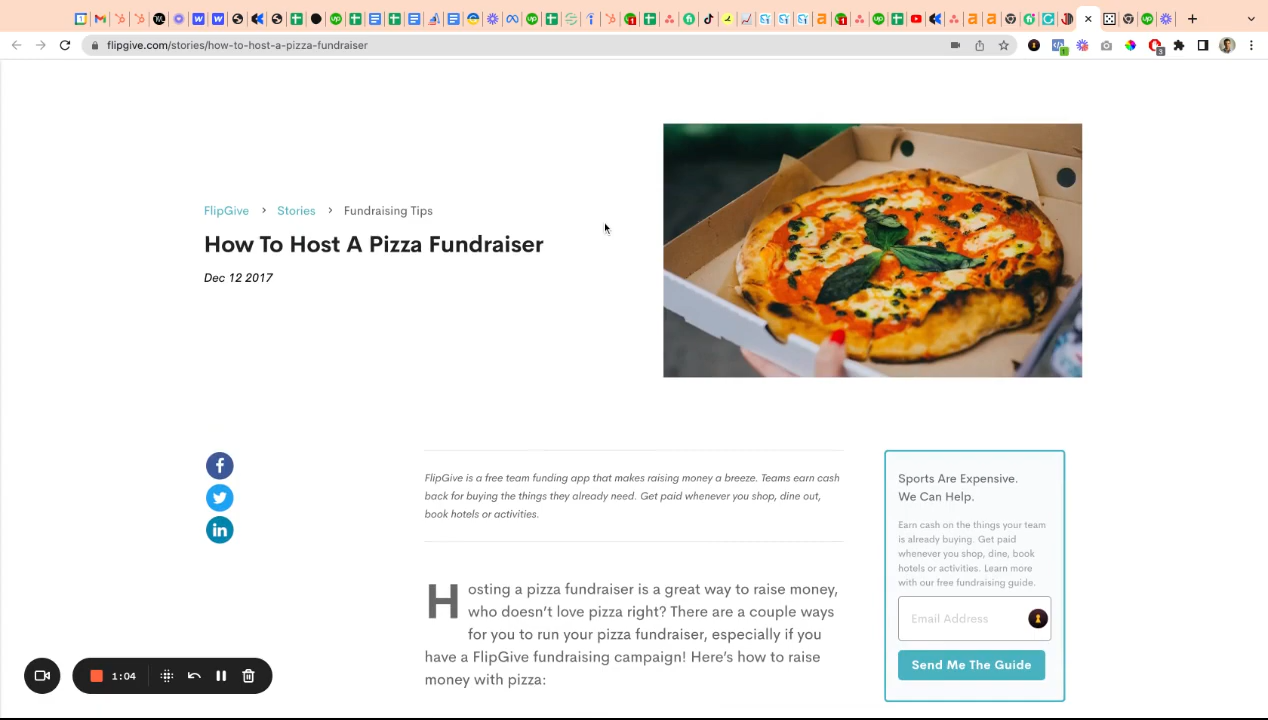 flipgive.com/stories/how-to-host-a-pizza-fundraiser
FlipGive > Stories > Fundraising Tips
How To Host A Pizza Fundraiser
Dec 12 2017
FlipGive is a free team funding app that makes raising money a breeze. Teams earn cash
back for buying the things they already need. Get paid whenever you shop, dine out,
book hotels or activities.
Hosting a pizza fundraiser is a great way to raise money,
who doesn’t love pizza right? There are a couple ways
for you to run your pizza fundraiser, especially if you
have a FlipGive fundraising campaign! Here’s how to raise
money with pizza:
Sports Are Expensive.
We Can Help.
Earn cash on the things your team
is already buying. Get paid
whenever you shop, dine, book
hotels or activities. Learn more
with our free fundraising guide.
Email Address
Send Me The Guide
1:04